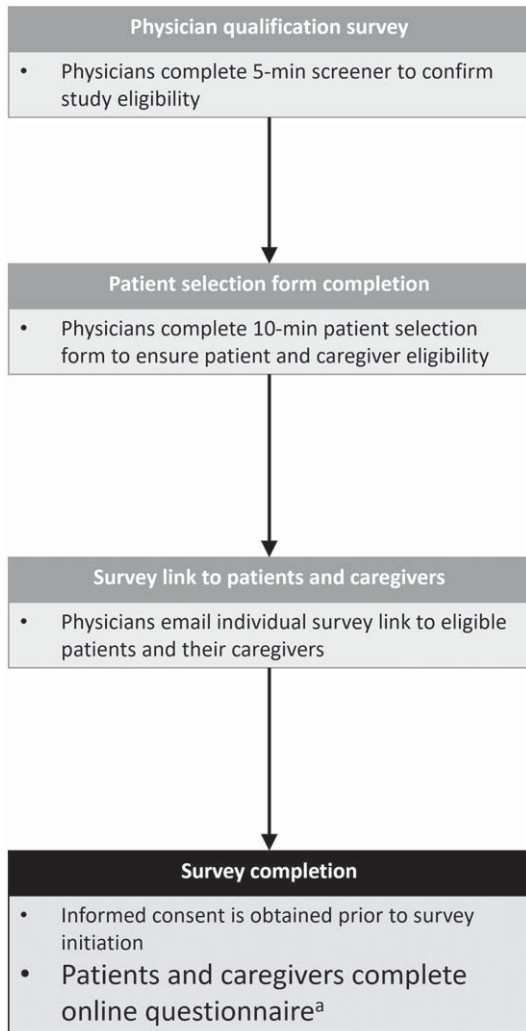 Physician qualification survey
• Physicians complete 5-min screener to confirm
study eligibility
Patient selection form completion
• Physicians complete 10-min patient selection
form to ensure patient and caregiver eligibility
Survey link to patients and caregivers
• Physicians email individual survey link to eligible
patients and their caregivers
Survey completion
• Informed consent is obtained prior to survey
initiation
• Patients and caregivers complete
online questionnaireᵃ